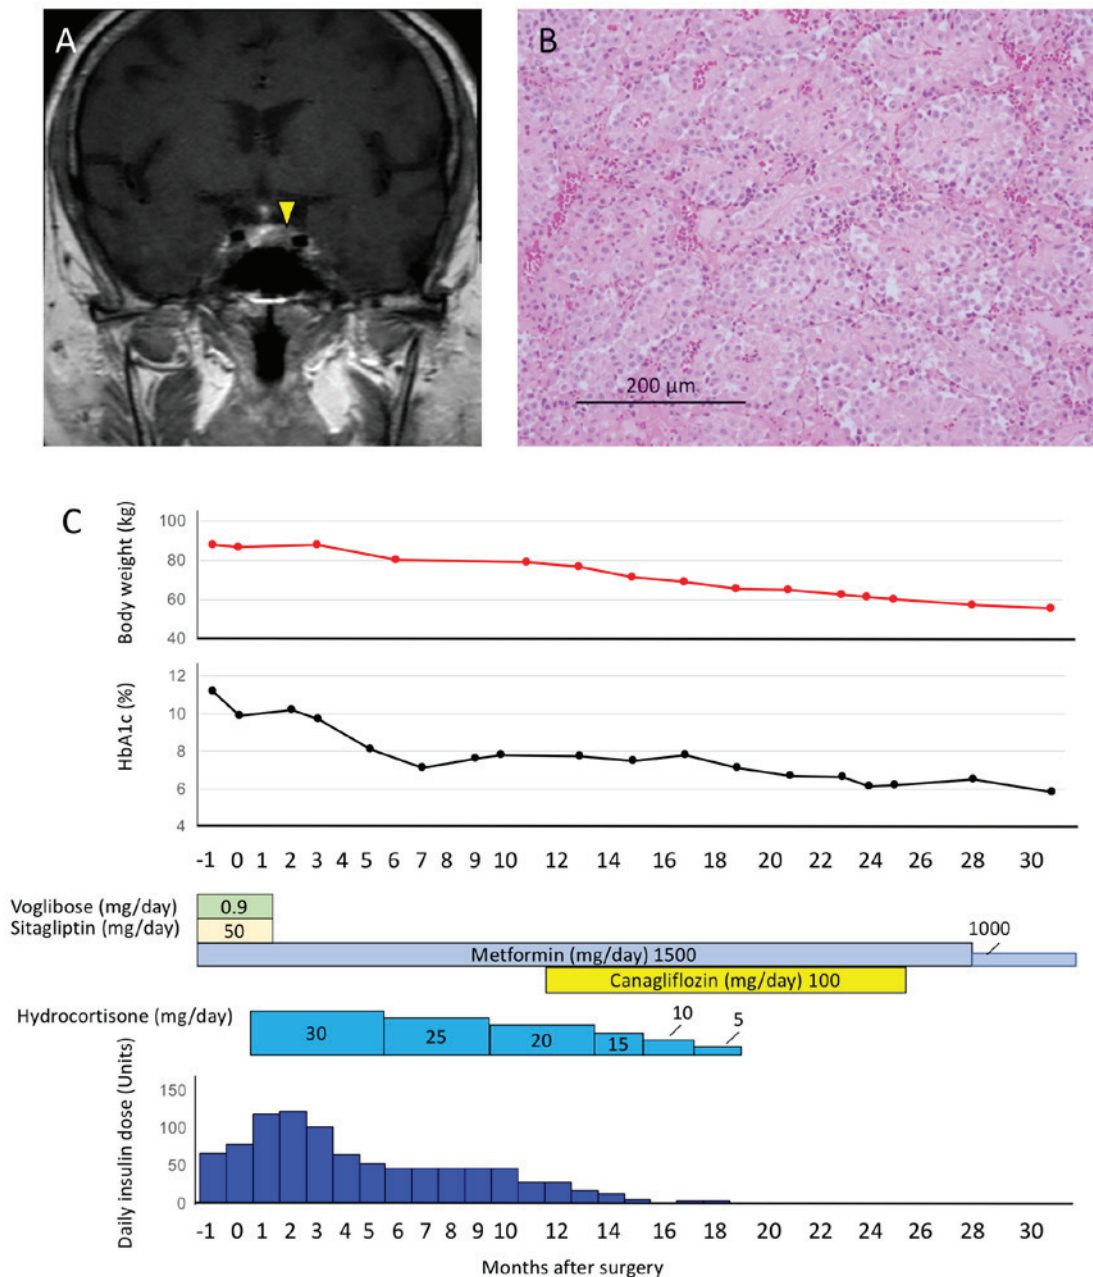 A
B
200 μm
C
Body weight (kg)
100
80
60
40
HbA1c (%)
12
10
8
6
4
-1 0 1 2 3 4 5 6 7 8 9 10 12 14 16 18 20 22 24 26 28 30
Voglibose (mg/day) 0.9
Sitagliptin (mg/day) 50
1000
Metformin (mg/day) 1500
Canagliflozin (mg/day) 100
Hydrocortisone (mg/day) 30 25 20 15 10 5
Daily insulin dose (Units)
150
100
50
0
-1 0 1 2 3 4 5 6 7 8 9 10 12 14 16 18 20 22 24 26 28 30
Months after surgery